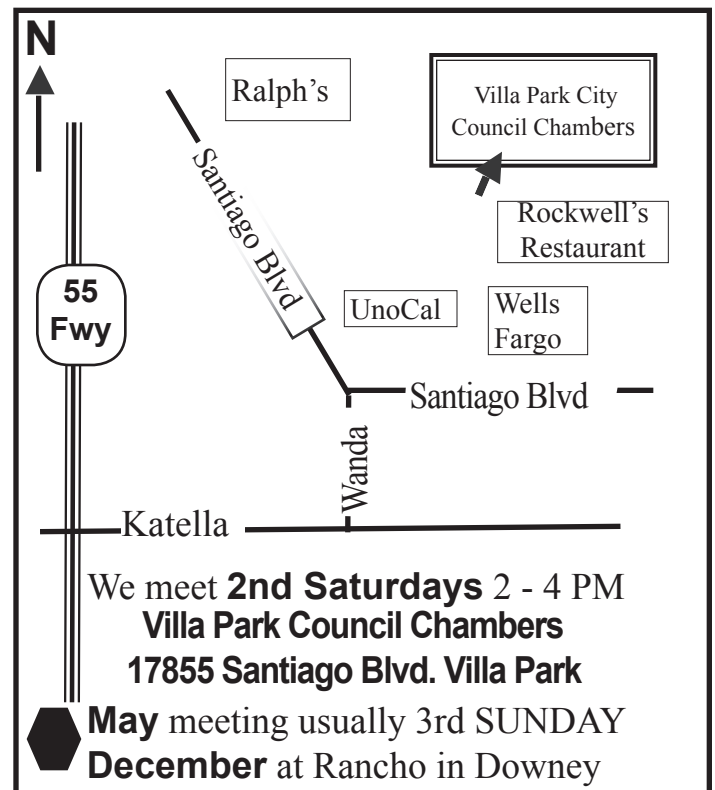 N
Ralph's
Villa Park City
Council Chambers
Santiago Blvd
Rockwell's
Restaurant
55
Fwy
UnoCal
Wells
Fargo
Santiago Blvd
Wanda
Katella
We meet 2nd Saturdays 2 - 4 PM
Villa Park Council Chambers
17855 Santiago Blvd. Villa Park
May meeting usually 3rd SUNDAY
December at Rancho in Downey